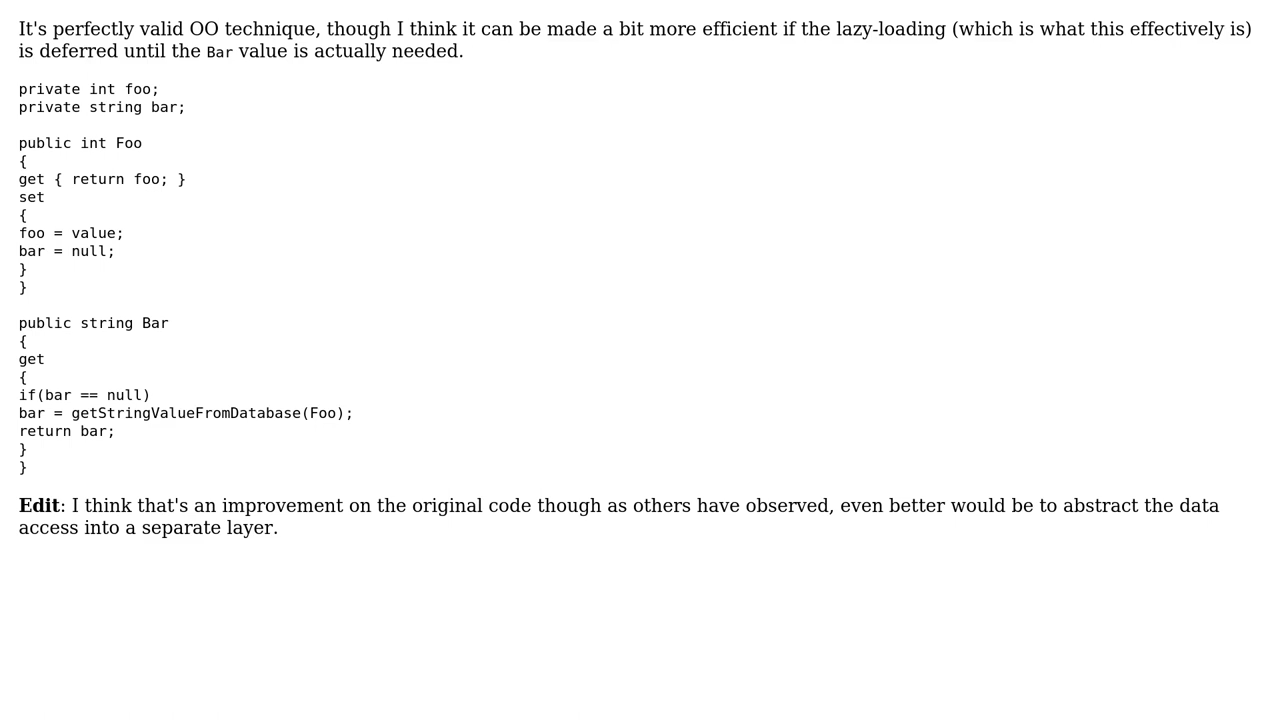 It's perfectly valid OO technique, though I think it can be made a bit more efficient if the lazy-loading (which is what this effectively is)
is deferred until the Bar value is actually needed.
private int foo;
private string bar;
public int Foo
{
get { return foo; }
set
{
foo = value;
bar = null;
}
}
public string Bar
{
get
{
if(bar == null)
bar = getStringValueFromDatabase(Foo);
return bar;
}
}
Edit: I think that's an improvement on the original code though as others have observed, even better would be to abstract the data
access into a separate layer.